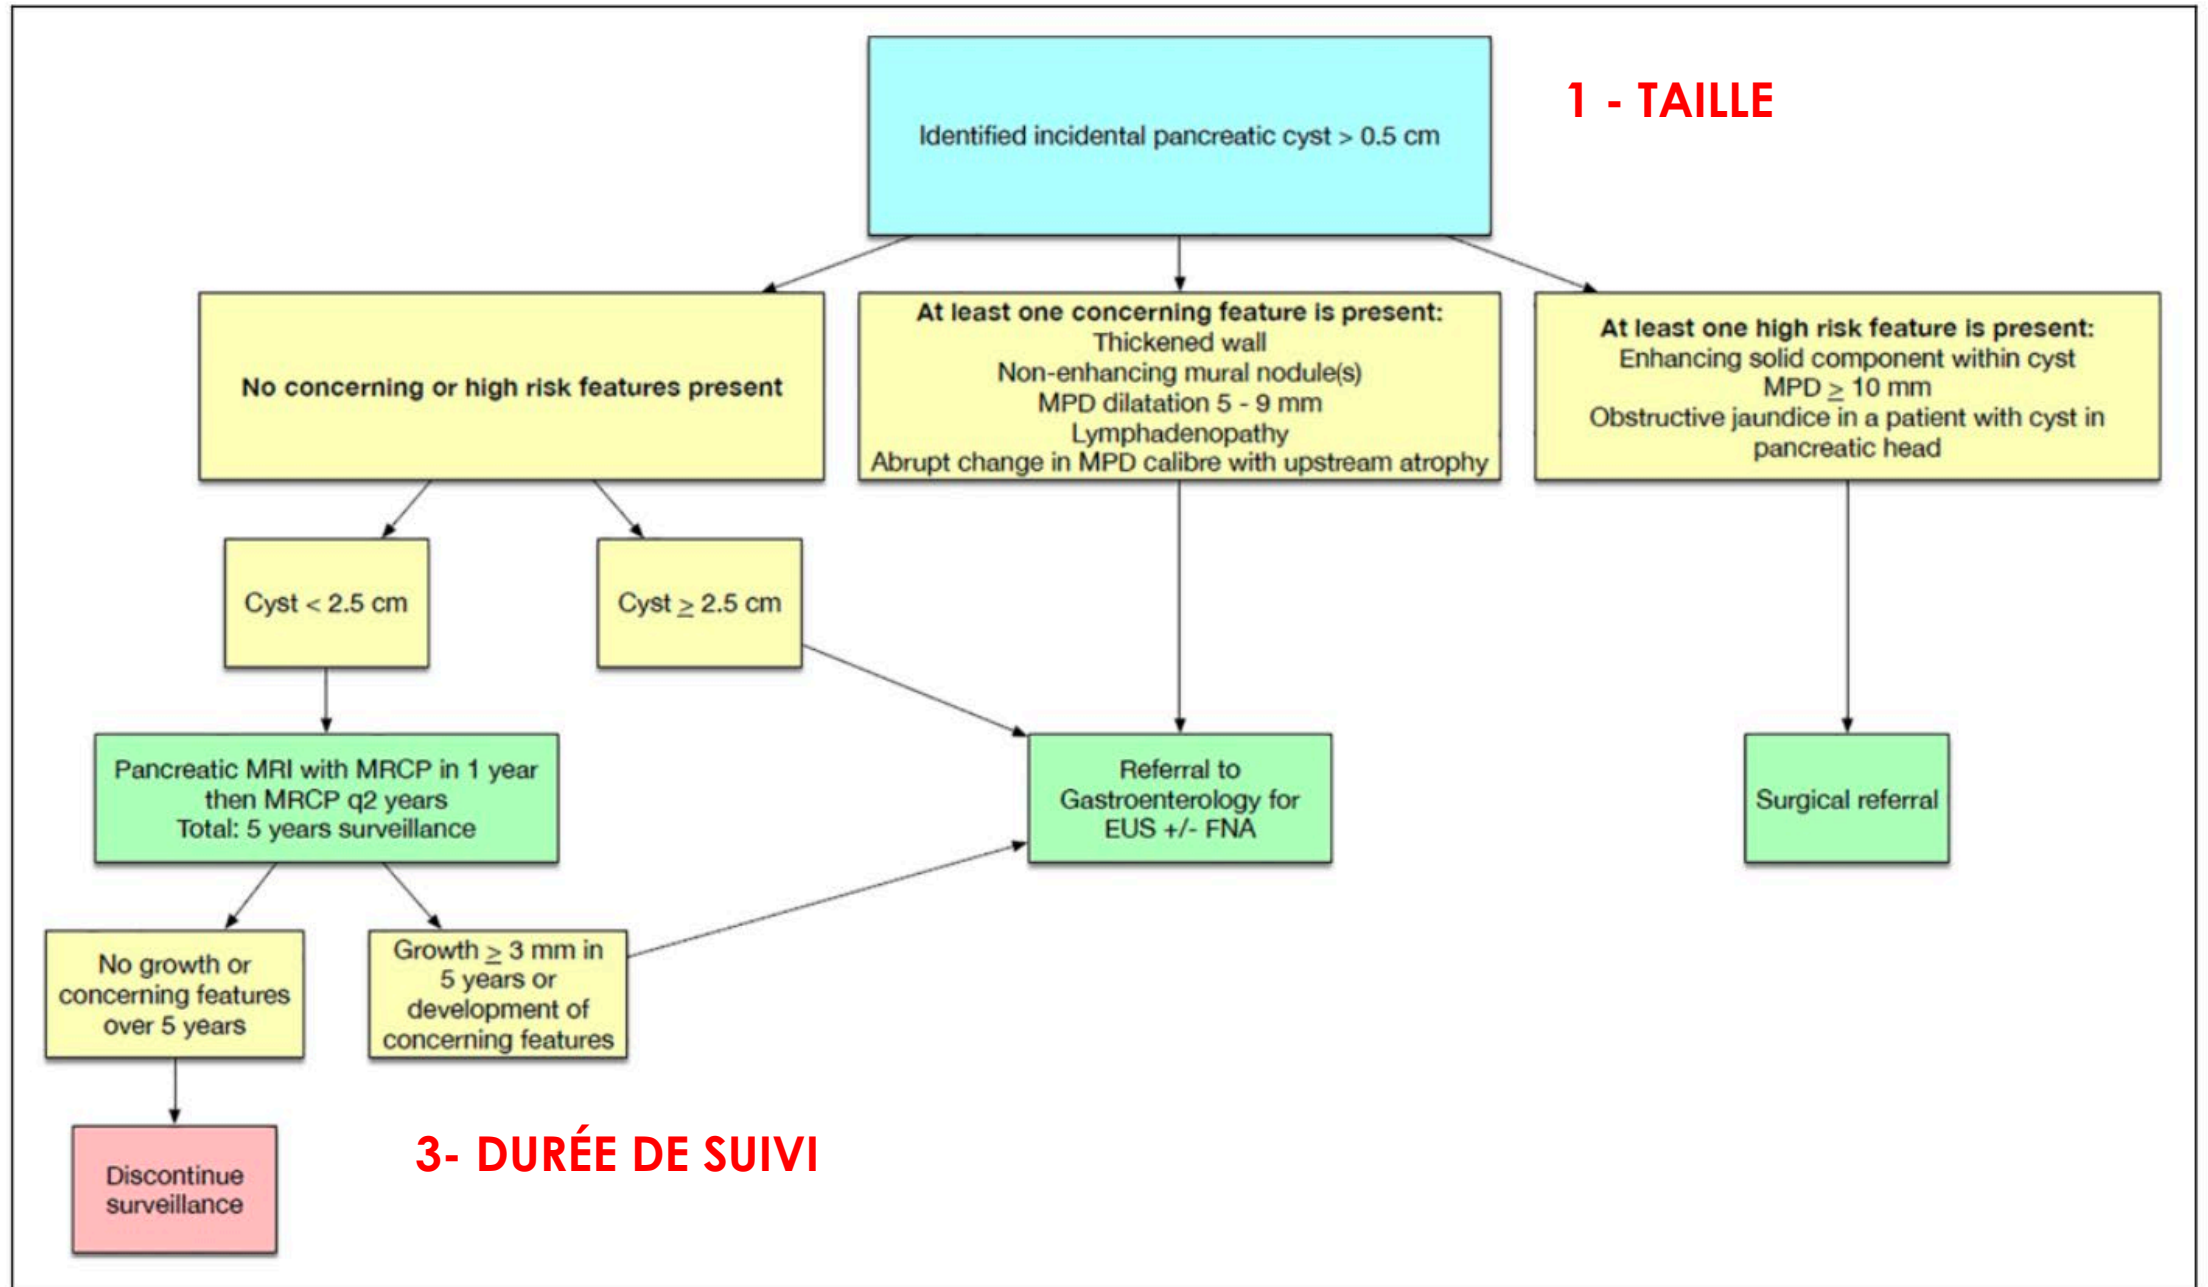 Identified incidental pancreatic cyst > 0.5 cm
1 - TAILLE
No concerning or high risk features present
At least one concerning feature is present:
Thickened wall
Non-enhancing mural nodule(s)
MPD dilatation 5 - 9 mm
Lymphadenopathy
Abrupt change in MPD calibre with upstream atrophy
At least one high risk feature is present:
Enhancing solid component within cyst
MPD ≥ 10 mm
Obstructive jaundice in a patient with cyst in
pancreatic head
Cyst < 2.5 cm
Cyst ≥ 2.5 cm
Pancreatic MRI with MRCP in 1 year
then MRCP q2 years
Total: 5 years surveillance
Referral to
Gastroenterology for
EUS +/- FNA
Surgical referral
No growth or
concerning features
over 5 years
Growth ≥ 3 mm in
5 years or
development of
concerning features
Discontinue
surveillance
3- DURÉE DE SUIVI